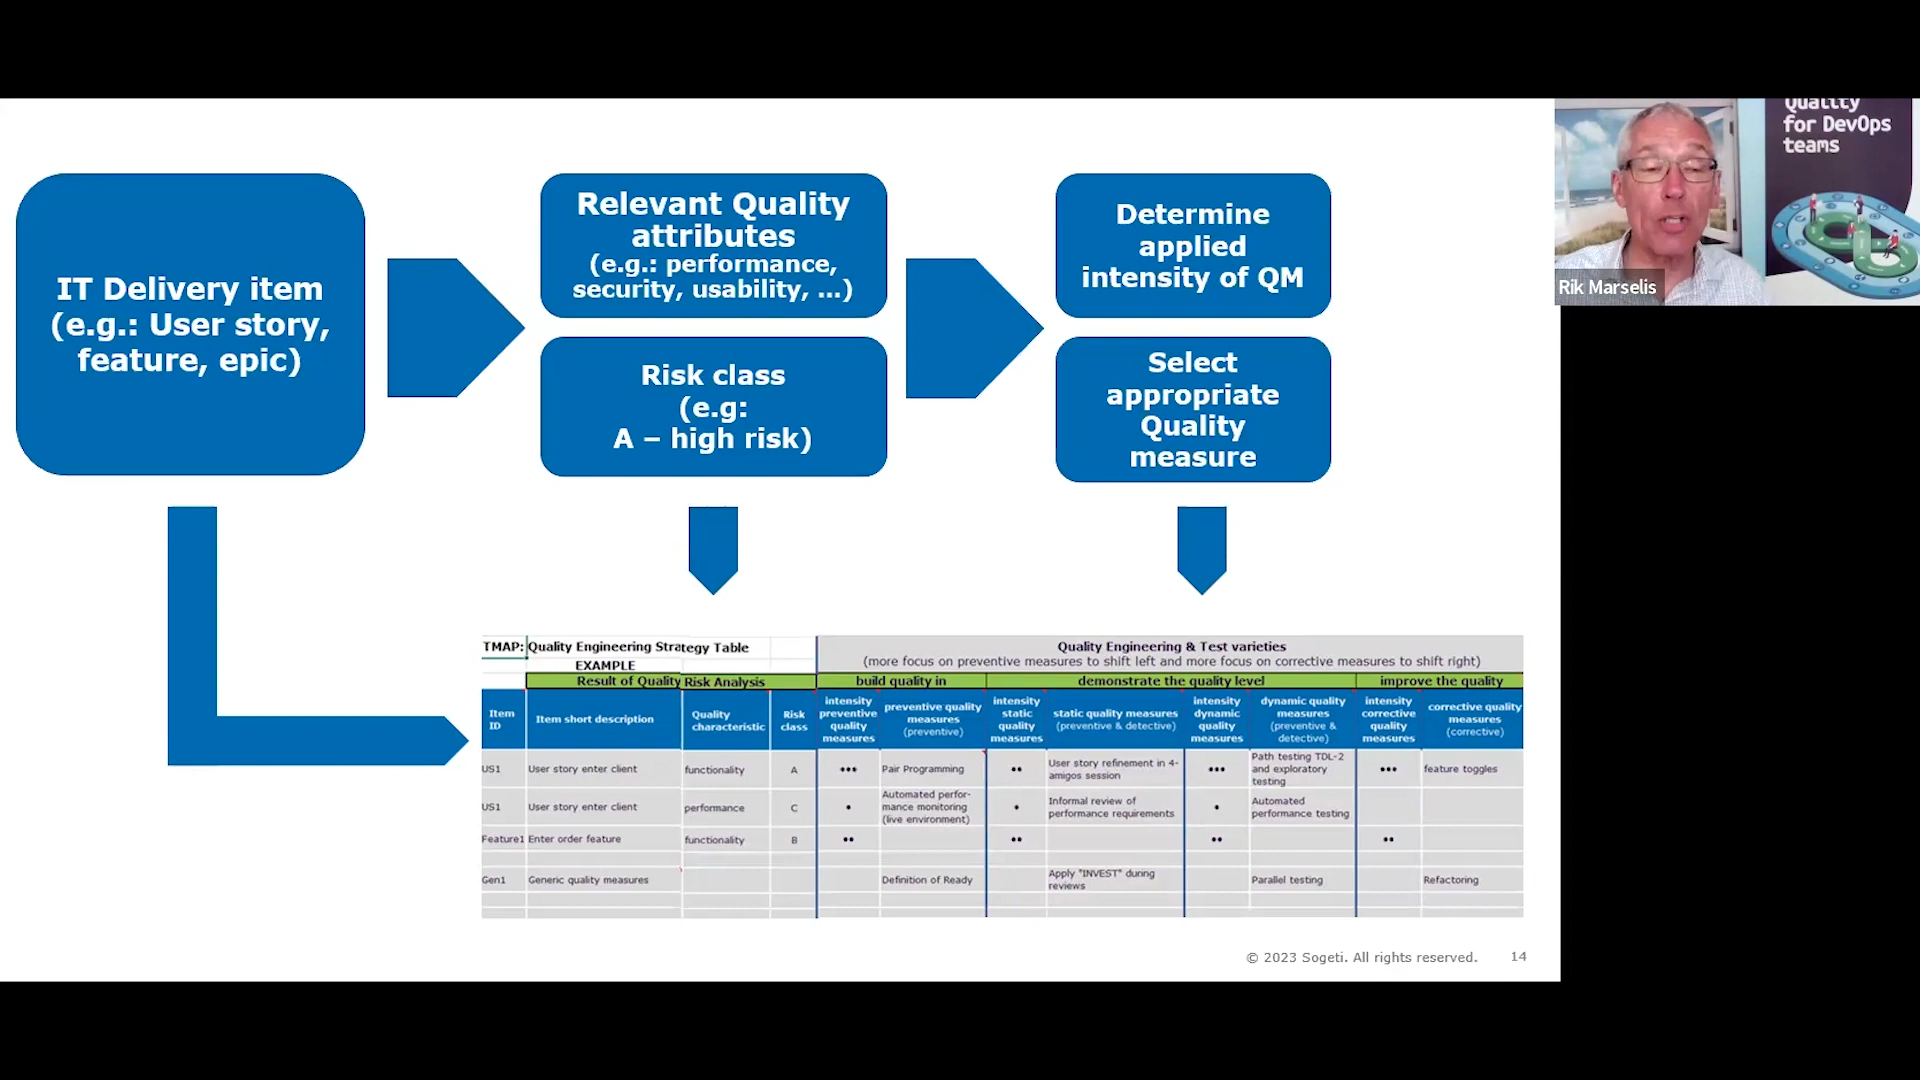 Quality
for DevOps
teams
Rik Marselis
IT Delivery item
(e.g.: User story,
feature, epic)
Relevant Quality
attributes
(e.g.: performance,
security, usability, ...)
Risk class
(e.g:
A – high risk)
Determine
applied
intensity of QM
Select
appropriate
Quality
measure
TMAP: Quality Engineering Strategy Table
EXAMPLE
Quality Engineering & Test varieties
(more focus on preventive measures to shift left and more focus on corrective measures to shift right)
Result of Quality Risk Analysis
build quality in
demonstrate the quality level
improve the quality
Item
ID
Item short description
Quality
characteristic
Risk
class
intensity
preventive
quality
measures
preventive quality
measures
(preventive)
intensity
static
quality
measures
static quality measures
(preventive & detective)
intensity
dynamic
quality
measures
dynamic quality
measures
(preventive &
detective)
intensity
corrective
quality
measures
corrective quality
measures
(corrective)
US1 User story enter client functionality A ••• Pair Programming •• User story refinement in 4-
amigos session
••• Path testing TDL-2
and exploratory
testing
••• feature toggles
US1 User story enter client performance C • Automated perfor-
mance monitoring
(live environment)
• Informal review of
performance requirements
• Automated
performance testing
Feature1 Enter order feature functionality B •• •• •• ••
Gen1 Generic quality measures Definition of Ready Apply "INVEST" during
reviews
Parallel testing Refactoring
© 2023 Sogeti. All rights reserved. 14